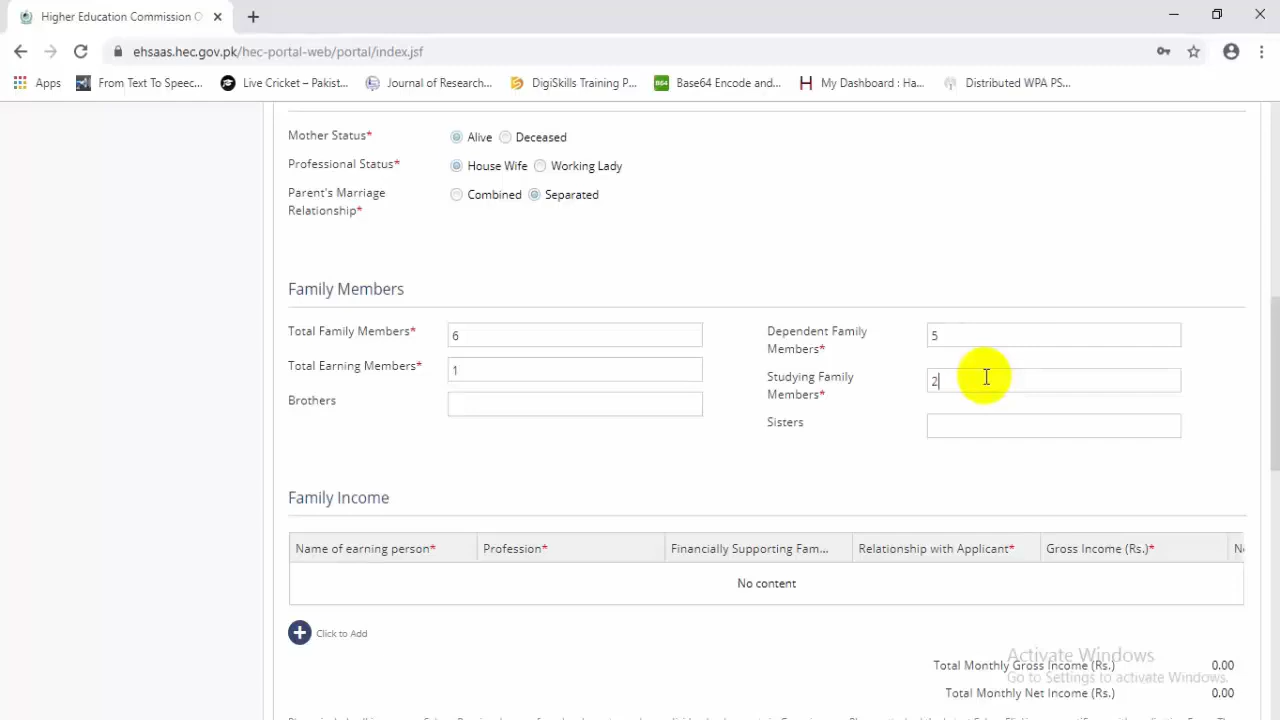 Higher Education Commission O
ehsaas.hec.gov.pk/hec-portal-web/portal/index.jsf
Apps From Text To Speec... Live Cricket – Pakist... Journal of Research... DigiSkills Training P... B64 Base64 Encode and... My Dashboard : Ha... Distributed WPA PS...
Mother Status* Alive Deceased
Professional Status* House Wife Working Lady
Parent's Marriage
Relationship* Combined Separated
Family Members
Total Family Members* 6
Dependent Family
Members* 5
Total Earning Members* 1
Studying Family
Members* 2
Brothers
Sisters
Family Income
Name of earning person* Profession* Financially Supporting Fam... Relationship with Applicant* Gross Income (Rs.)*
No content
Click to Add
Activate Windows
Total Monthly Gross Income (Rs.) 0.00
Go to Settings to activate Windows.
Total Monthly Net Income (Rs.) 0.00